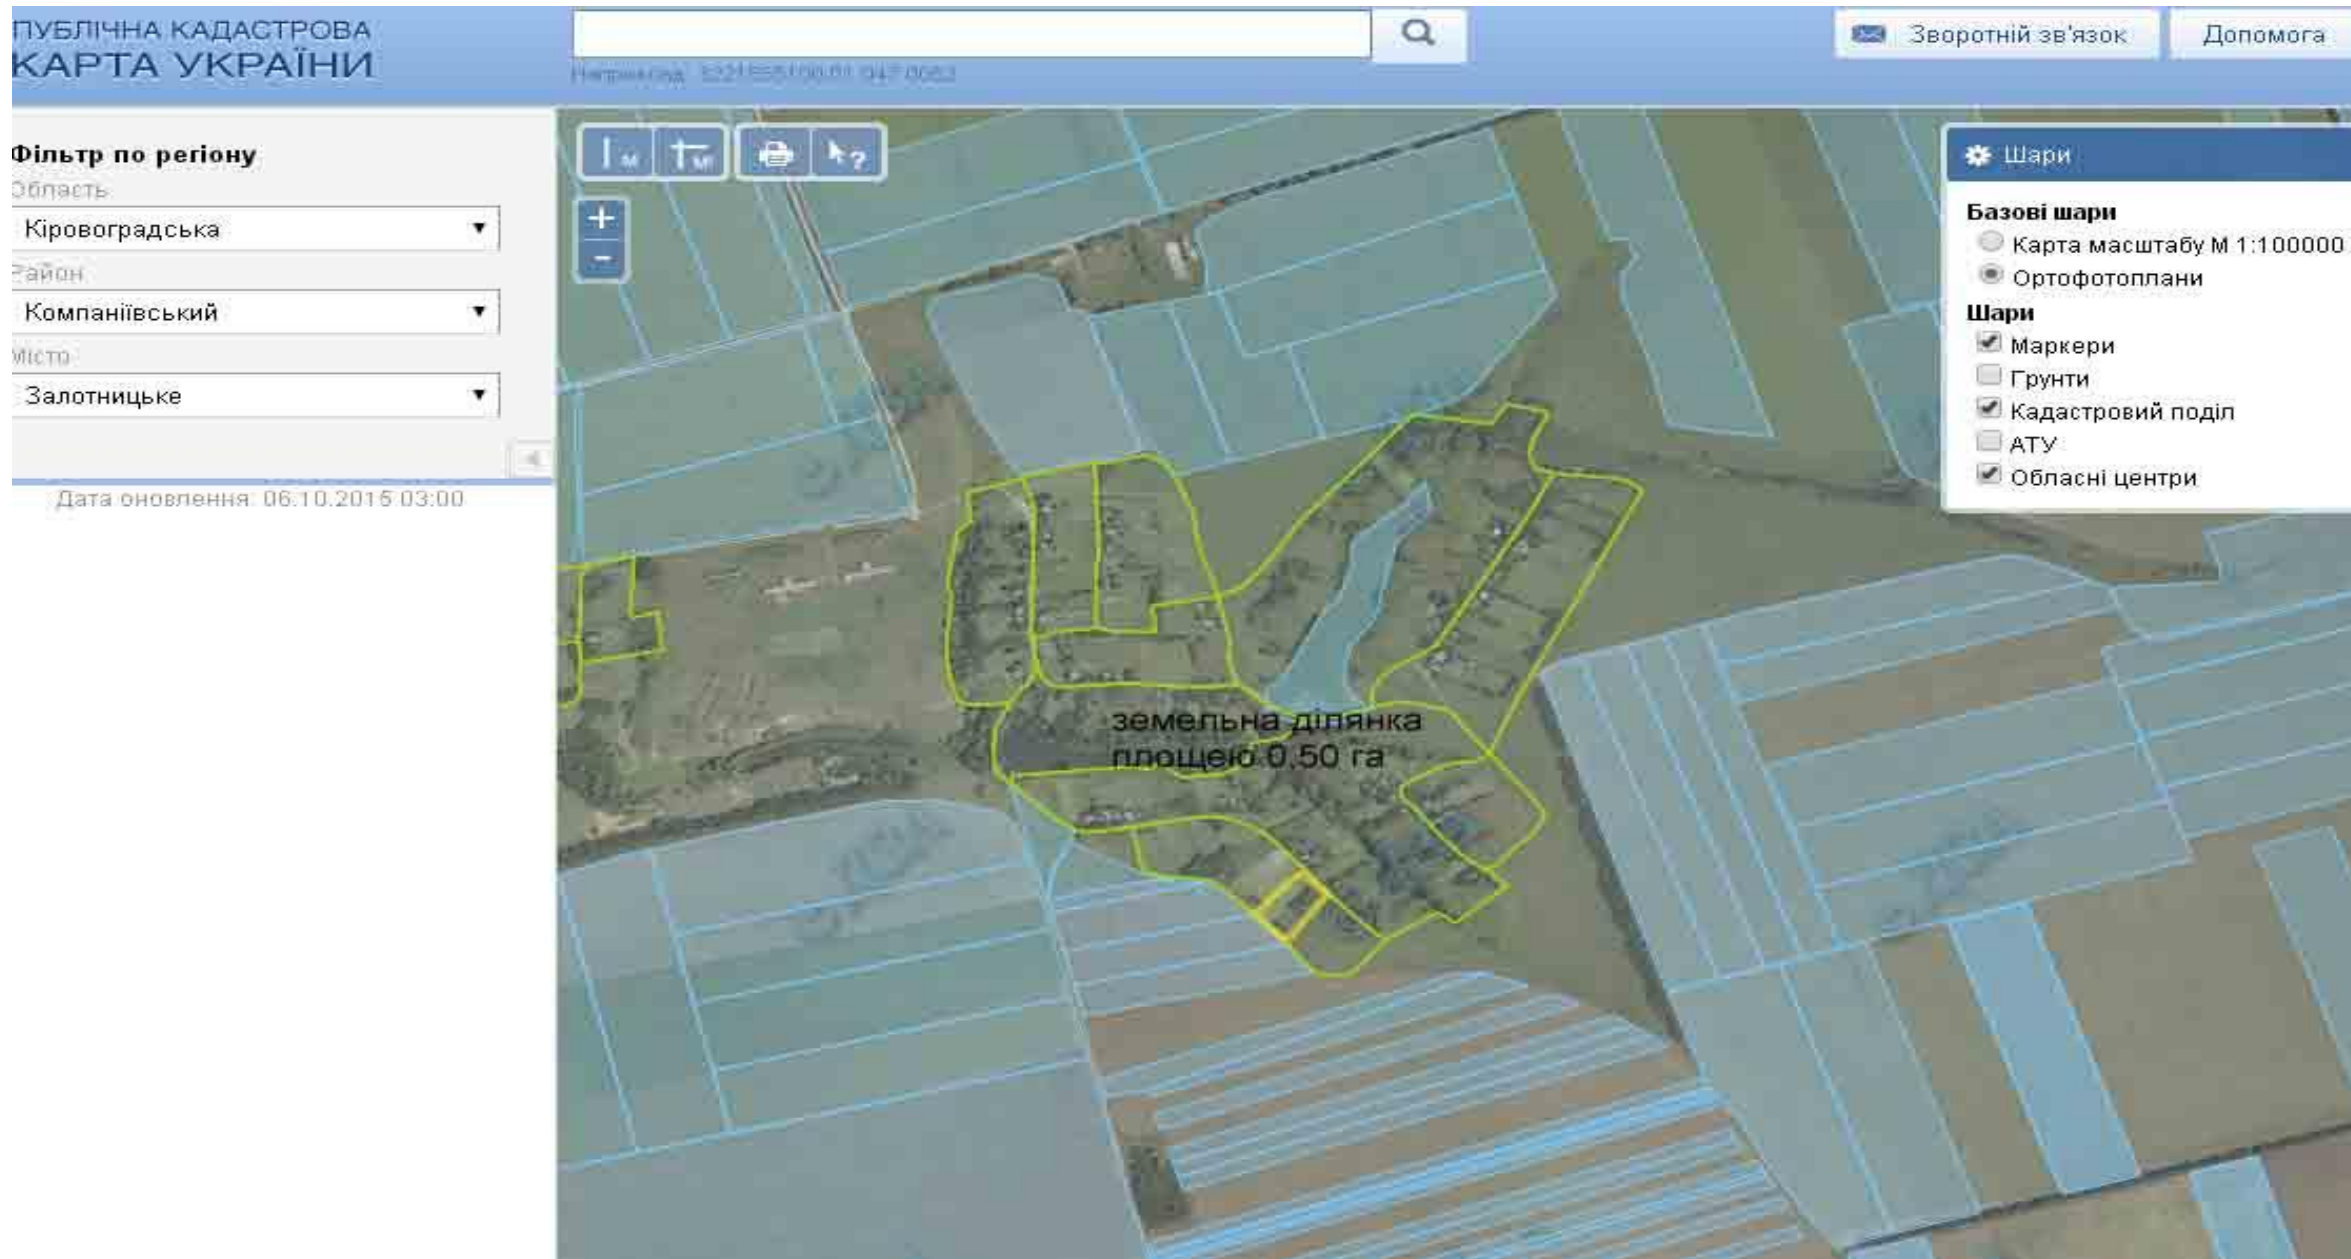 ПУБЛІЧНА КАДАСТРОВА
КАРТА УКРАЇНИ
Зворотній зв'язок
Допомога
Фільтр по регіону
Область
Кіровоградська
Район
Компаніївський
Місто
Залотницьке
Дата оновлення: 06.10.2015 03:00
м
?
+
-
Шари
Базові шари
Карта масштабу М 1:100000
Ортофотоплани
Шари
Маркери
Грунти
Кадастровий поділ
АТУ
Обласні центри
земельна ділянка
площею 0,50 га